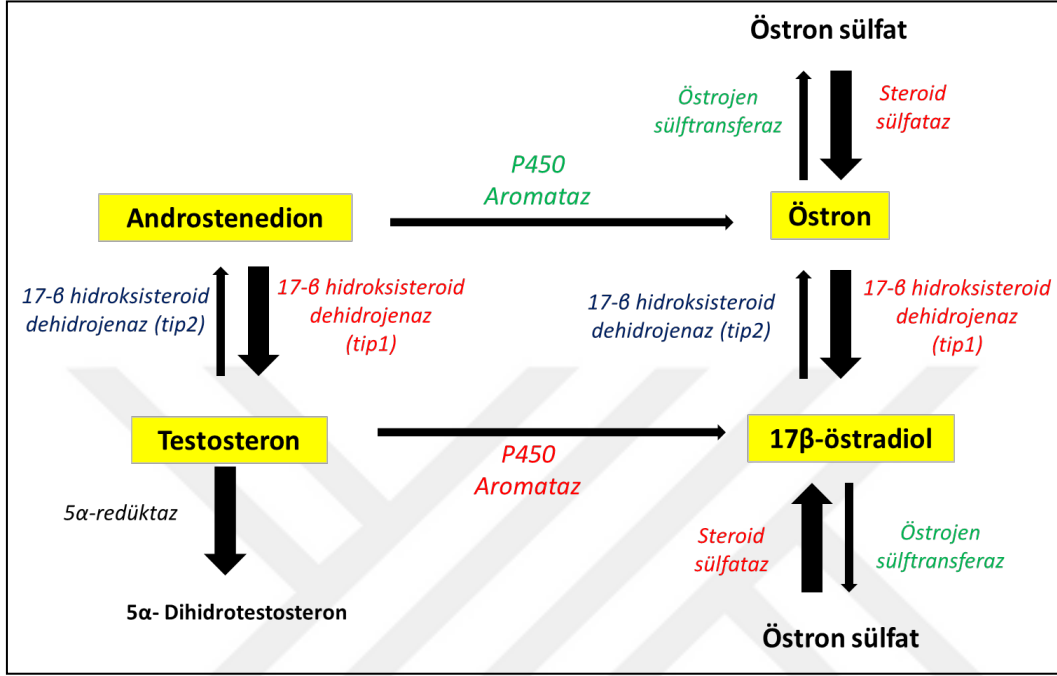 Östron sülfat
Östrojen
sülftransferaz
Steroid
sülfataz
P450
Aromataz
Androstenedion
Östron
17-β hidroksisteroid
dehidrojenaz (tip2)
17-β hidroksisteroid
dehidrojenaz
(tip1)
17-β hidroksisteroid
dehidrojenaz (tip2)
17-β hidroksisteroid
dehidrojenaz
(tip1)
Testosteron
17β-östradiol
P450
Aromataz
5α-redüktaz
Steroid
sülfataz
Östrojen
sülftransferaz
5α- Dihidrotestosteron
Östron sülfat